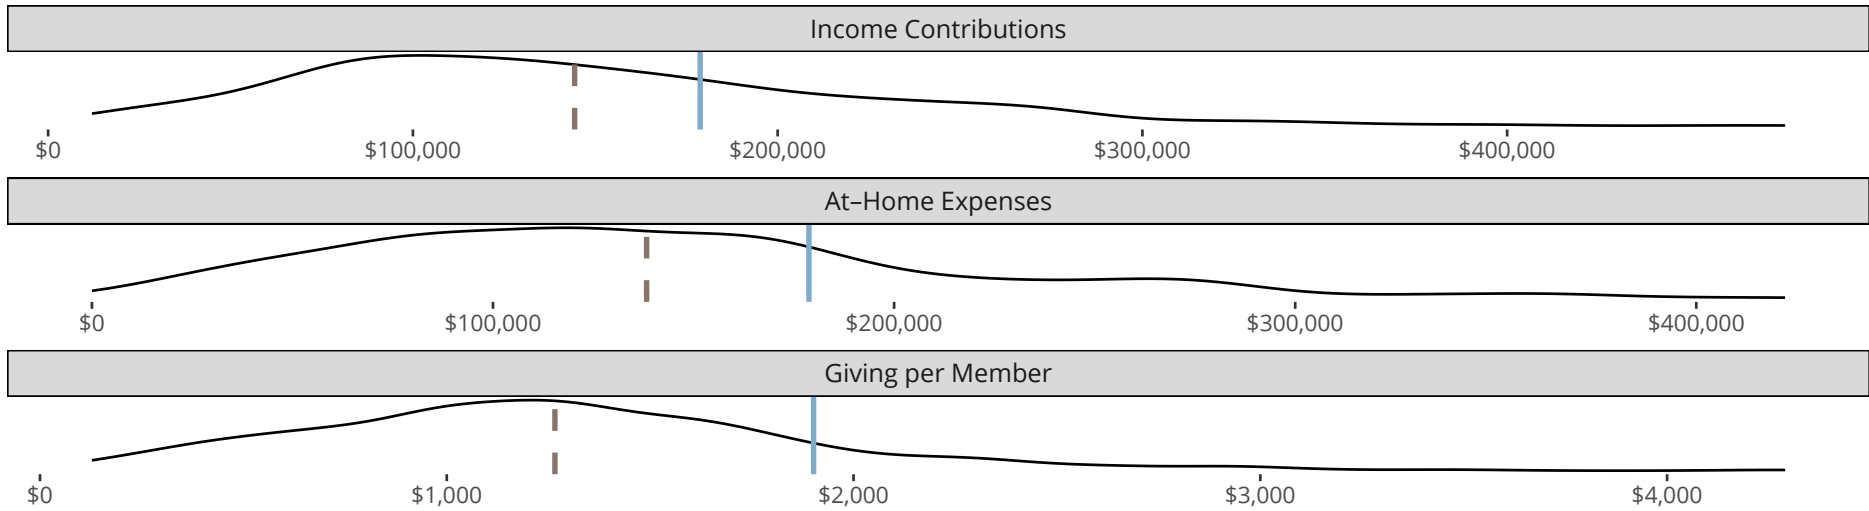 Income Contributions
$0 $100,000 $200,000 $300,000 $400,000
At–Home Expenses
$0 $100,000 $200,000 $300,000 $400,000
Giving per Member
$0 $1,000 $2,000 $3,000 $4,000